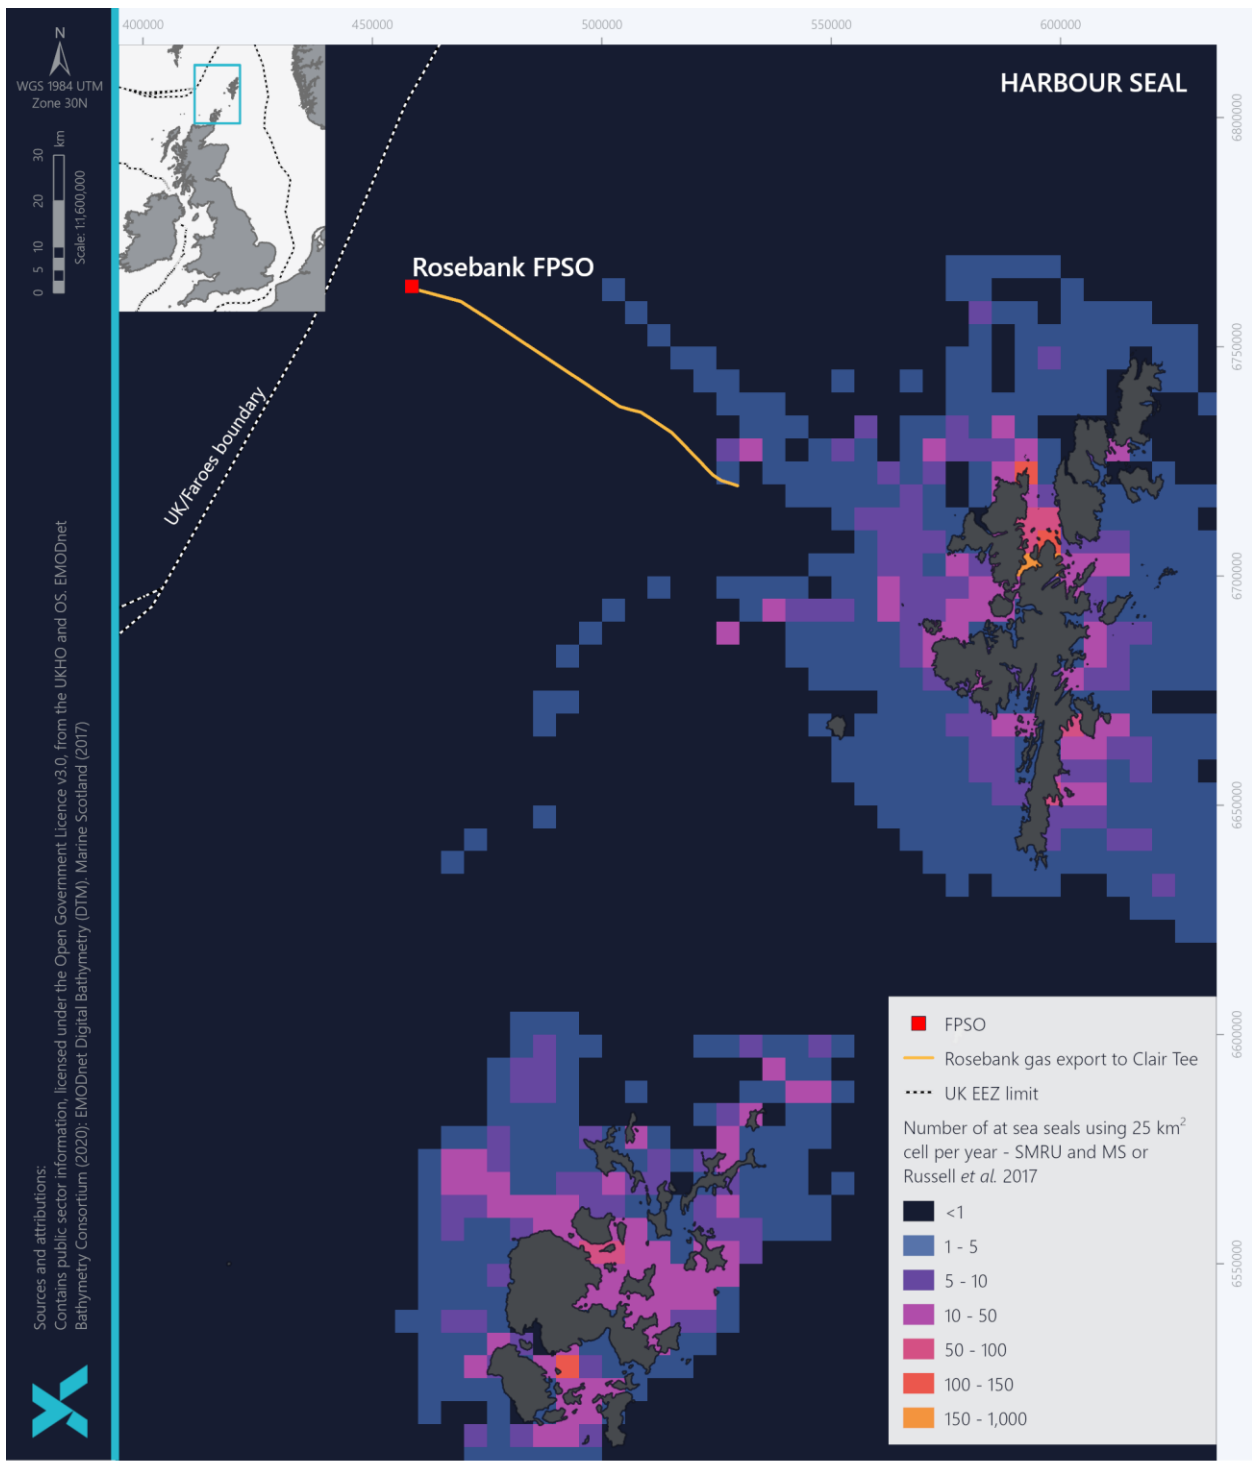 400000
450000
500000
550000
600000
N
WGS 1984 UTM
Zone 30N
km
30
20
10
5
0
Scale: 1:1,600,000
HARBOUR SEAL
Rosebank FPSO
UK/Faroes boundary
6800000
6750000
6700000
6650000
6600000
6550000
FPSO
Rosebank gas export to Clair Tee
UK EEZ limit
Number of at sea seals using 25 km²
cell per year - SMRU and MS or
Russell et al. 2017
<1
1 - 5
5 - 10
10 - 50
50 - 100
100 - 150
150 - 1,000
Sources and attributions:
Contains public sector information, licensed under the Open Government Licence v3.0, from the UKHO and OS. EMODnet
Bathymetry Consortium (2020): EMODnet Digital Bathymetry (DTM). Marine Scotland (2017)